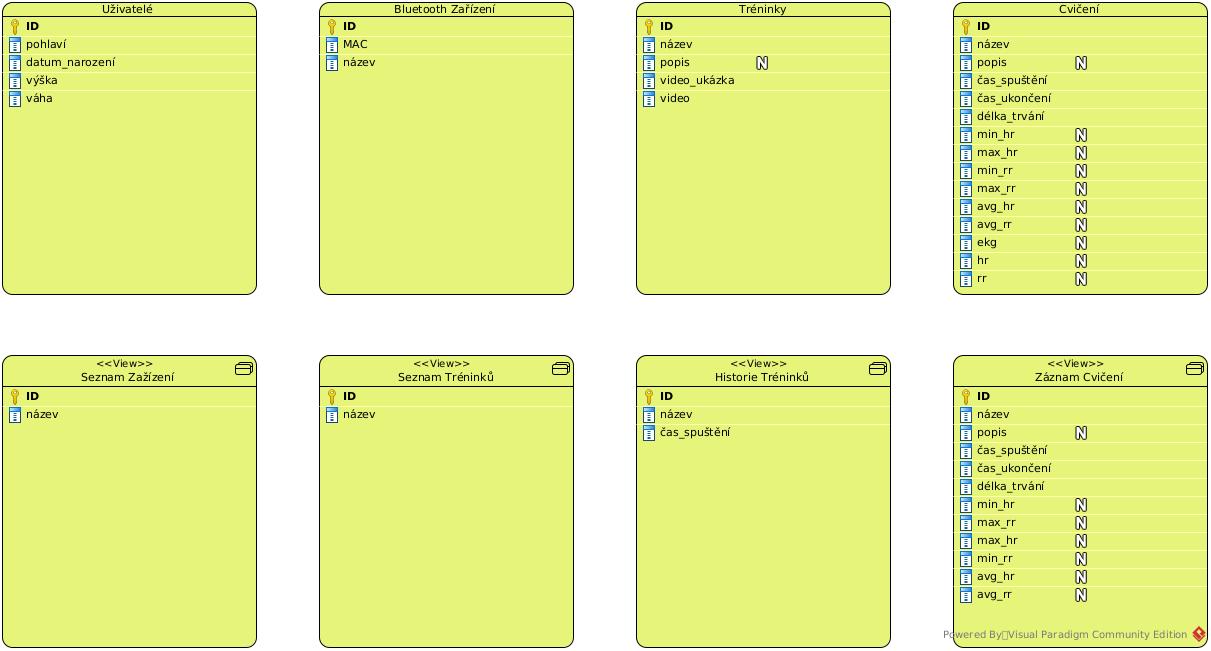 Uživatelé
ID
pohlaví
datum_narození
výška
váha
Bluetooth Zařízení
ID
MAC
název
Tréninky
ID
název
popis N
video_ukázka
video
Cvičení
ID
název
popis N
čas_spuštění
čas_ukončení
délka_trvání
min_hr N
max_hr N
min_rr N
max_rr N
avg_hr N
avg_rr N
ekg N
hr N
rr N
<<View>>
Seznam Zažízení
ID
název
<<View>>
Seznam Tréninků
ID
název
<<View>>
Historie Tréninků
ID
název
čas_spuštění
<<View>>
Záznam Cvičení
ID
název
popis N
čas_spuštění
čas_ukončení
délka_trvání
min_hr N
max_rr N
max_hr N
min_rr N
avg_hr N
avg_rr N
Powered By Visual Paradigm Community Edition